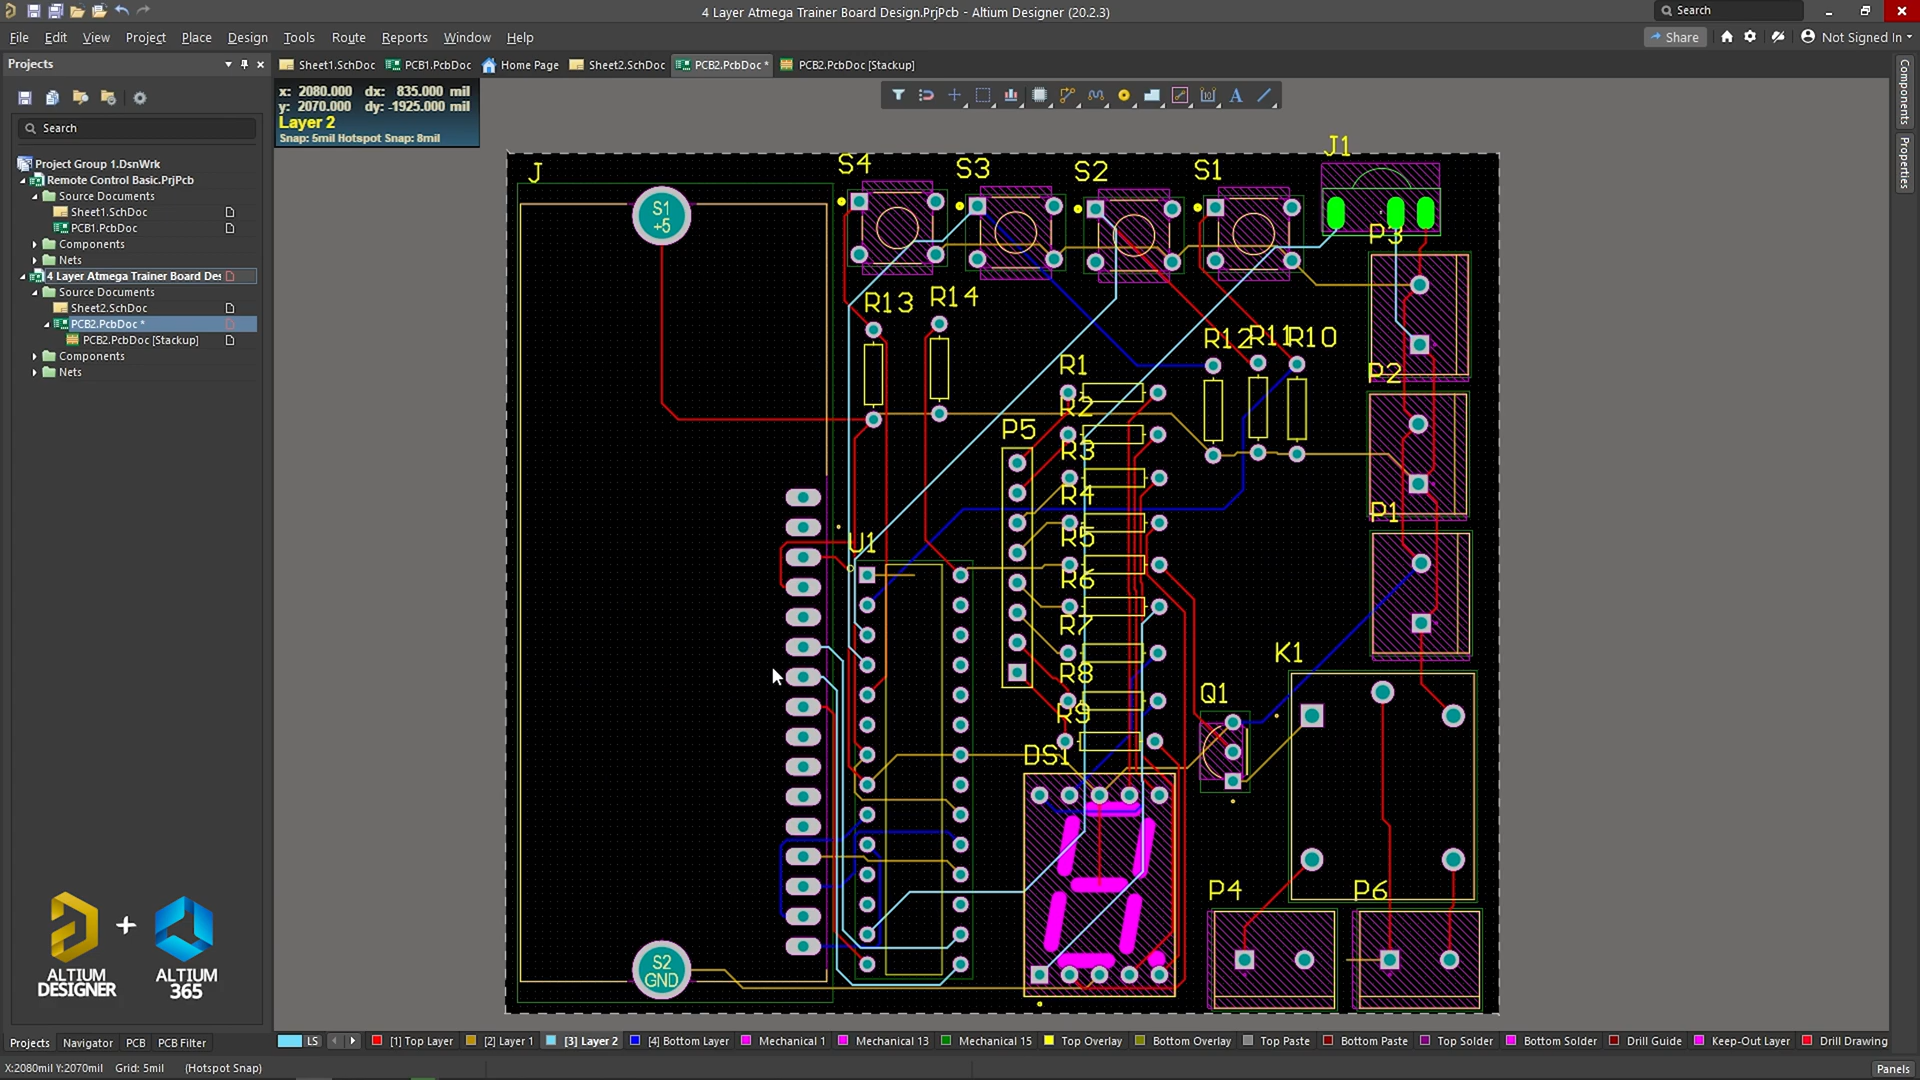 4 Layer Atmega Trainer Board Design.PrjPcb - Altium Designer (20.2.3)
Search
File Edit View Project Place Design Tools Route Reports Window Help
Share
Not Signed In
Projects
Sheet1.SchDoc
PCB1.PcbDoc
Home Page
Sheet2.SchDoc
PCB2.PcbDoc *
PCB2.PcbDoc [Stackup]
x: 2080.000 dx: 835.000 mil
y: 2070.000 dy: -1925.000 mil
Layer 2
Snap: 5mil Hotspot Snap: 8mil
Search
Project Group 1.DsnWrk
Remote Control Basic.PrjPcb
Source Documents
Sheet1.SchDoc
PCB1.PcbDoc
Components
Nets
4 Layer Atmega Trainer Board Des
Source Documents
Sheet2.SchDoc
PCB2.PcbDoc *
PCB2.PcbDoc [Stackup]
Components
Nets
Components
Properties
J
S4
S3
S2
S1
J1
S1
+5
P3
R13
R14
R12
R11
R10
R1
P2
R2
P5
R3
R4
P1
R5
U1
R6
R7
K1
R8
Q1
R9
DS1
P4
P6
S2
GND
ALTIUM
DESIGNER
+
ALTIUM
365
Projects Navigator PCB PCB Filter
LS
[1] Top Layer
[2] Layer 1
[3] Layer 2
[4] Bottom Layer
Mechanical 1
Mechanical 13
Mechanical 15
Top Overlay
Bottom Overlay
Top Paste
Bottom Paste
Top Solder
Bottom Solder
Drill Guide
Keep-Out Layer
Drill Drawing
X:2080mil Y:2070mil Grid: 5mil (Hotspot Snap)
Panels